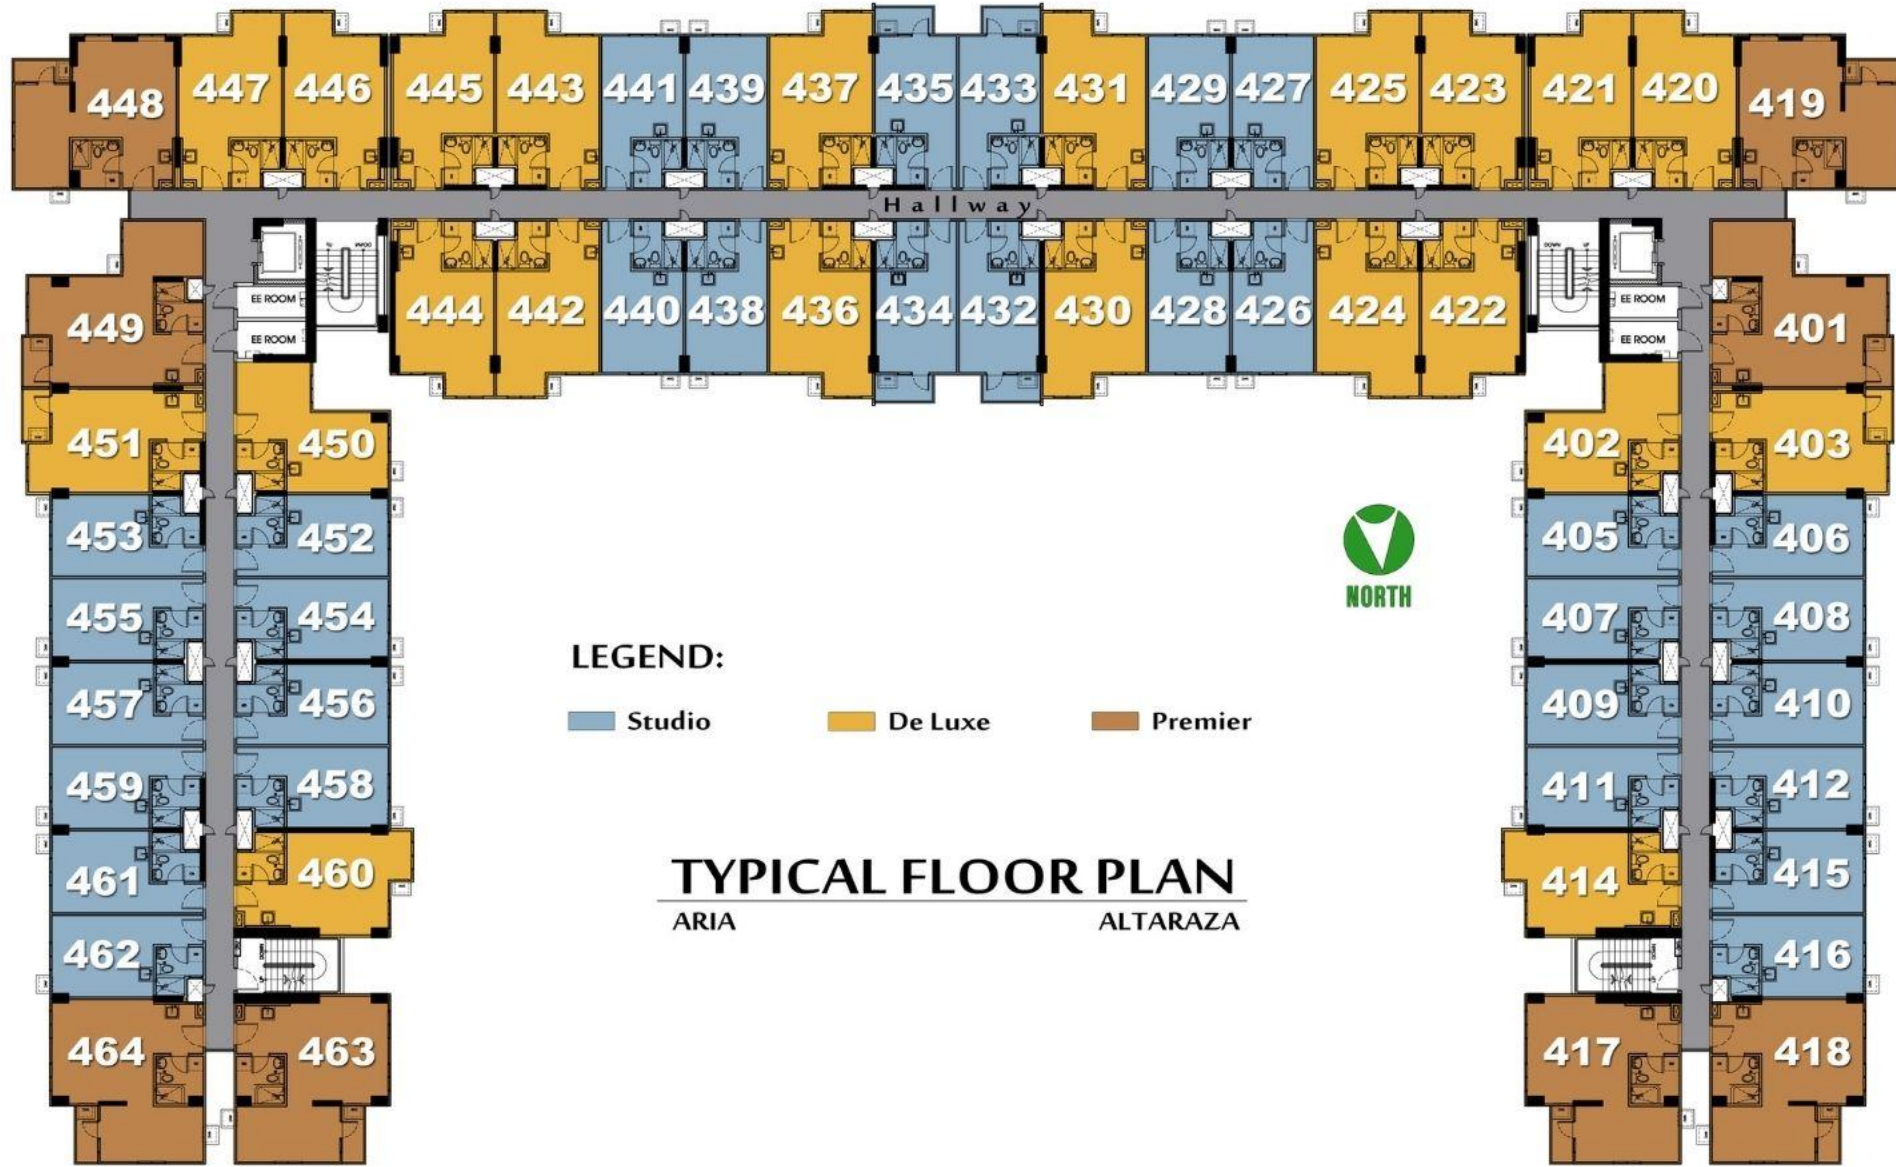 448 447 446 445 443 441 439 437 435 433 431 429 427 425 423 421 420 419
Hallway
444 442 440 438 436 434 432 430 428 426 424 422
DOWN UP
449 EE ROOM EE ROOM 401
EE ROOM EE ROOM
451 450 402 403
453 452 405 406
NORTH
455 454 407 408
LEGEND:
457 456 409 410
Studio De Luxe Premier
459 458 411 412
461 460 414 415
TYPICAL FLOOR PLAN
ARIA ALTARAZA
462 416
464 463 417 418